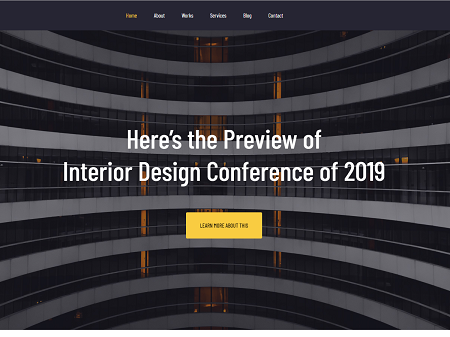 Home About Works Services Blog Contact
Here's the Preview of
Interior Design Conference of 2019
LEARN MORE ABOUT THIS